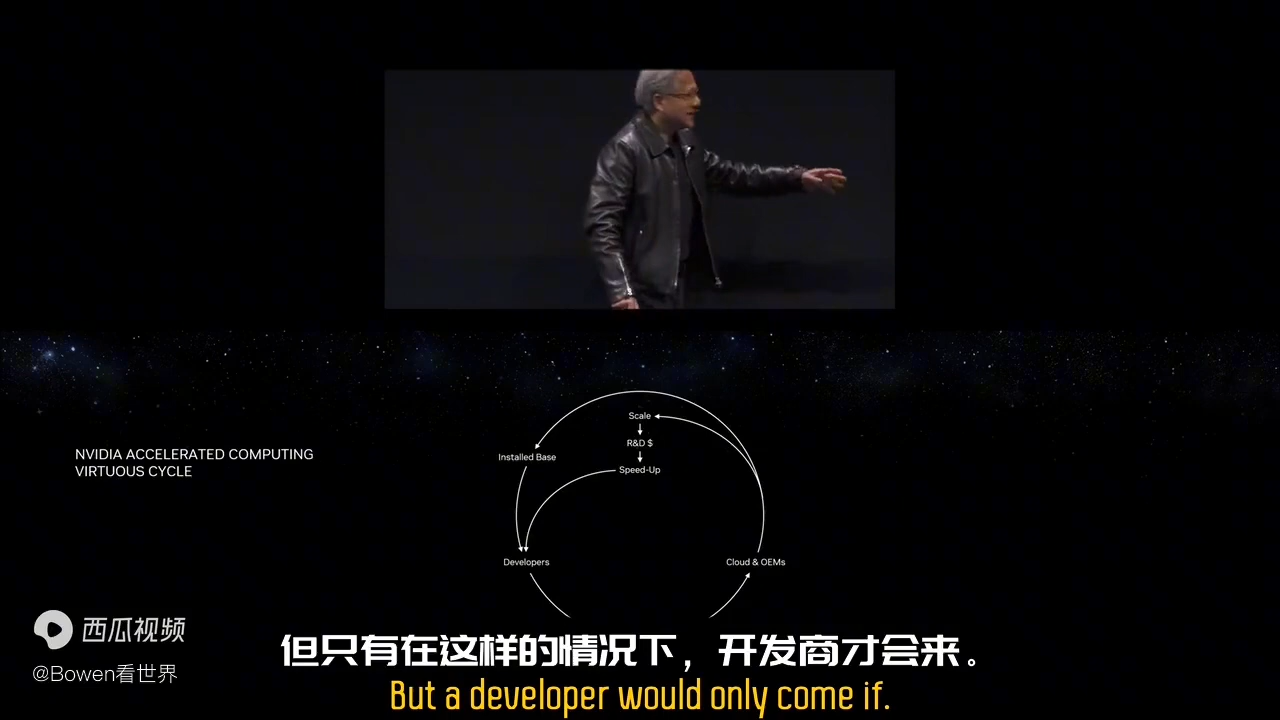 Scale
R&D $
Installed Base
Speed-Up
NVIDIA ACCELERATED COMPUTING
VIRTUOUS CYCLE
Developers
Cloud & OEMs
西瓜视频
@Bowen看世界
但只有在这样的情况下，开发商才会来。
But a developer would only come if.